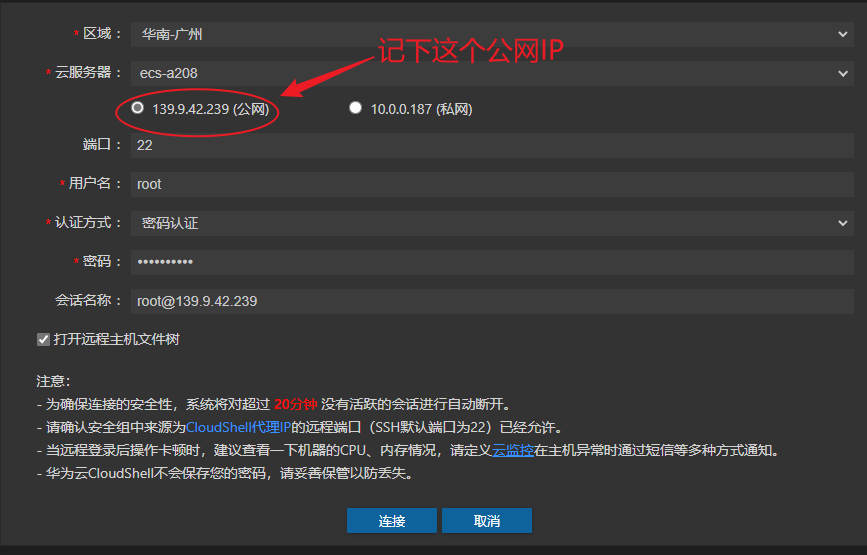 * 区域： 华南-广州
记下这个公网IP
* 云服务器： ecs-a208
139.9.42.239 (公网) 10.0.0.187 (私网)
端口： 22
* 用户名： root
* 认证方式： 密码认证
* 密码： ••••••••••
会话名称： root@139.9.42.239
打开远程主机文件树
注意：
- 为确保连接的安全性，系统将对超过 20分钟 没有活跃的会话进行自动断开。
- 请确认安全组中来源为CloudShell代理IP的远程端口（SSH默认端口为22）已经允许。
- 当远程登录后操作卡顿时，建议查看一下机器的CPU、内存情况，请定义云监控在主机异常时通过短信等多种方式通知。
- 华为云CloudShell不会保存您的密码，请妥善保管以防丢失。
连接 取消